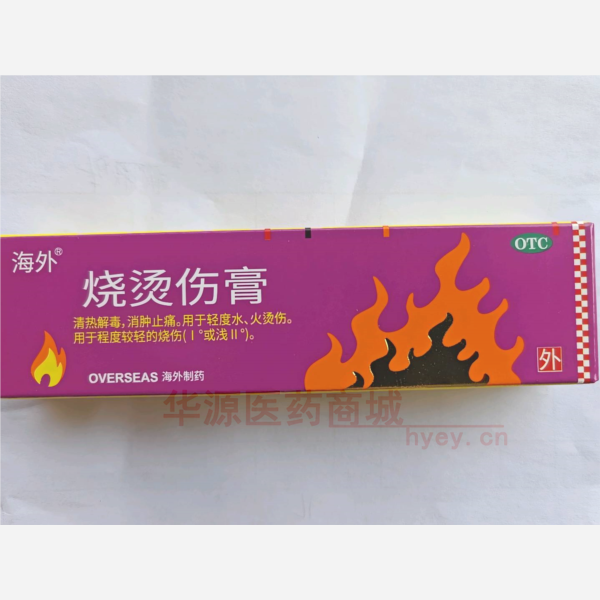 海外®
OTC
烧烫伤膏
清热解毒,消肿止痛。用于轻度水、火烫伤。
用于程度较轻的烧伤(Ⅰ°或浅Ⅱ°)。
外
OVERSEAS 海外制药
华源医药商城
hyey.cn